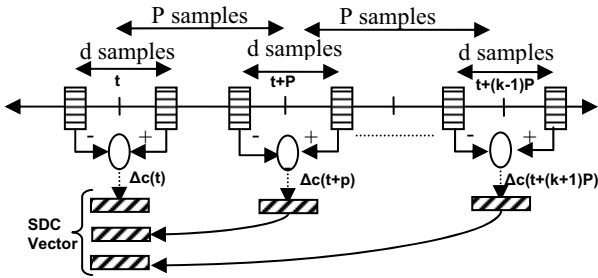 P samples P samples
d samples d samples d samples
t t+P t+(k-1)P
- + - + - +
Δc(t) Δc(t+p) Δc(t+(k+1)P)
SDC
Vector